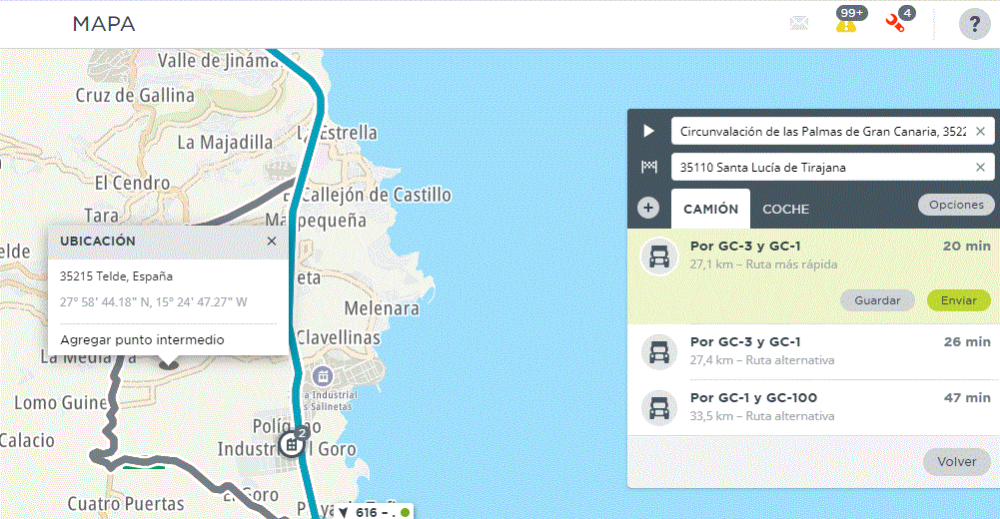 MAPA
99+
4
?
Valle de Jináma
Cruz de Gallina
La Majadilla
La Estrella
El Cendro
El Callejón de Castillo
Tara
Malpequeña
UBICACIÓN
35215 Telde, España
27° 58' 44.18" N, 15° 24' 47.27" W
Agregar punto intermedio
elde
eta
Melenara
Clavellinas
La Media
Industrial
Salinetas
Lomo Guine
Calacio
Polígono
Industrial El Goro
2
El Goro
Cuatro Puertas
616 – .
Circunvalación de las Palmas de Gran Canaria, 3522
35110 Santa Lucía de Tirajana
CAMIÓN
COCHE
Opciones
Por GC-3 y GC-1
20 min
27,1 km – Ruta más rápida
Guardar
Enviar
Por GC-3 y GC-1
26 min
27,4 km – Ruta alternativa
Por GC-1 y GC-100
47 min
33,5 km – Ruta alternativa
Volver